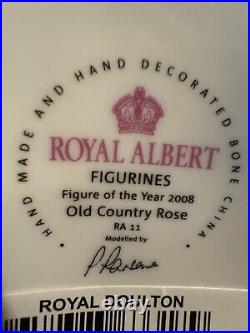 HAND MADE AND HAND DECORATED BONE CHINA
ROYAL ALBERT
FIGURINES
Figure of the Year 2008
Old Country Rose
RA 11
Modelled by
ROYAL DOULTON